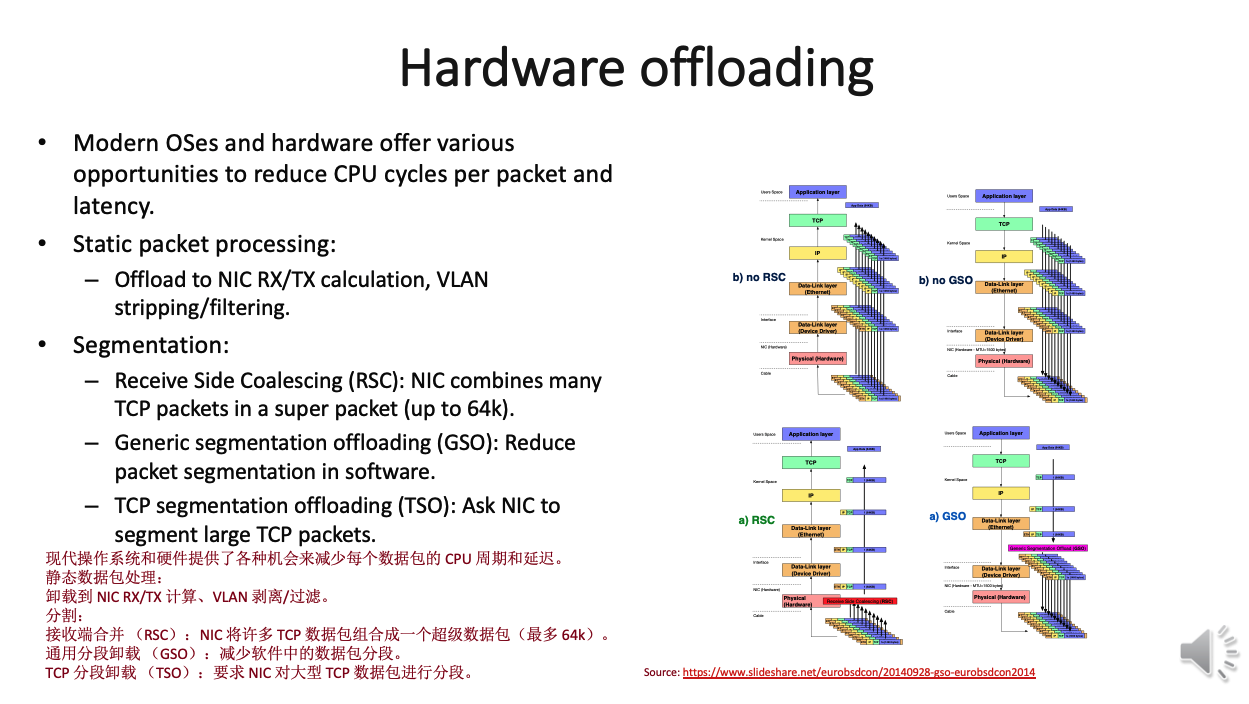 Hardware offloading
• Modern OSes and hardware offer various
opportunities to reduce CPU cycles per packet and
latency.
• Static packet processing:
– Offload to NIC RX/TX calculation, VLAN
stripping/filtering.
• Segmentation:
– Receive Side Coalescing (RSC): NIC combines many
TCP packets in a super packet (up to 64k).
– Generic segmentation offloading (GSO): Reduce
packet segmentation in software.
– TCP segmentation offloading (TSO): Ask NIC to
segment large TCP packets.
现代操作系统和硬件提供了各种机会来减少每个数据包的 CPU 周期和延迟。
静态数据包处理：
卸载到 NIC RX/TX 计算、VLAN 剥离/过滤。
分割：
接收端合并 （RSC）：NIC 将许多 TCP 数据包组合成一个超级数据包（最多 64k）。
通用分段卸载 （GSO）：减少软件中的数据包分段。
TCP 分段卸载 （TSO）：要求 NIC 对大型 TCP 数据包进行分段。
Users Space
Application layer
TCP
Kernel Space
IP
b) no RSC
Data-Link layer
(Ethernet)
Interface
Data-Link layer
(Device Driver)
NIC (Hardware)
Physical (Hardware)
Cable
Users Space
Application layer
TCP
Kernel Space
IP
b) no GSO
Data-Link layer
(Ethernet)
Interface
Data-Link layer
(Device Driver)
NIC (Hardware - MTU=1500 bytes)
Physical (Hardware)
Cable
Users Space
Application layer
TCP
Kernel Space
IP
a) RSC
Data-Link layer
(Ethernet)
Interface
Data-Link layer
(Device Driver)
NIC (Hardware)
Physical
(Hardware)
Receive Side Coalescing (RSC)
Cable
Users Space
Application layer
TCP
Kernel Space
IP
a) GSO
Data-Link layer
(Ethernet)
Generic Segmentation Offload (GSO)
Interface
Data-Link layer
(Device Driver)
NIC (Hardware - MTU=1500 bytes)
Physical (Hardware)
Cable
Source: https://www.slideshare.net/eurobsdcon/20140928-gso-eurobsdcon2014